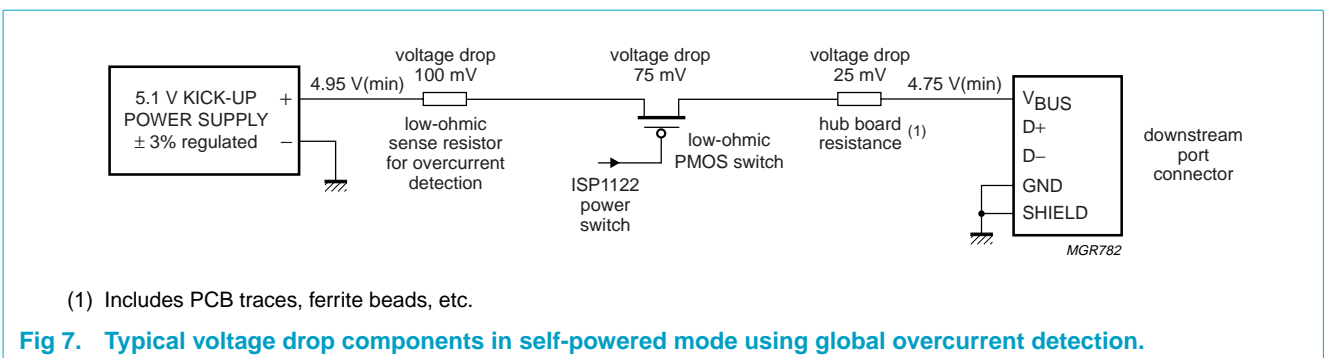 voltage drop
100 mV
voltage drop
75 mV
voltage drop
25 mV
4.95 V(min)
4.75 V(min)
5.1 V KICK-UP
POWER SUPPLY
± 3% regulated
+
−
low-ohmic
sense resistor
for overcurrent
detection
low-ohmic
PMOS switch
ISP1122
power
switch
hub board
resistance (1)
VBUS
D+
D−
GND
SHIELD
downstream
port
connector
MGR782
(1) Includes PCB traces, ferrite beads, etc.
Fig 7. Typical voltage drop components in self-powered mode using global overcurrent detection.